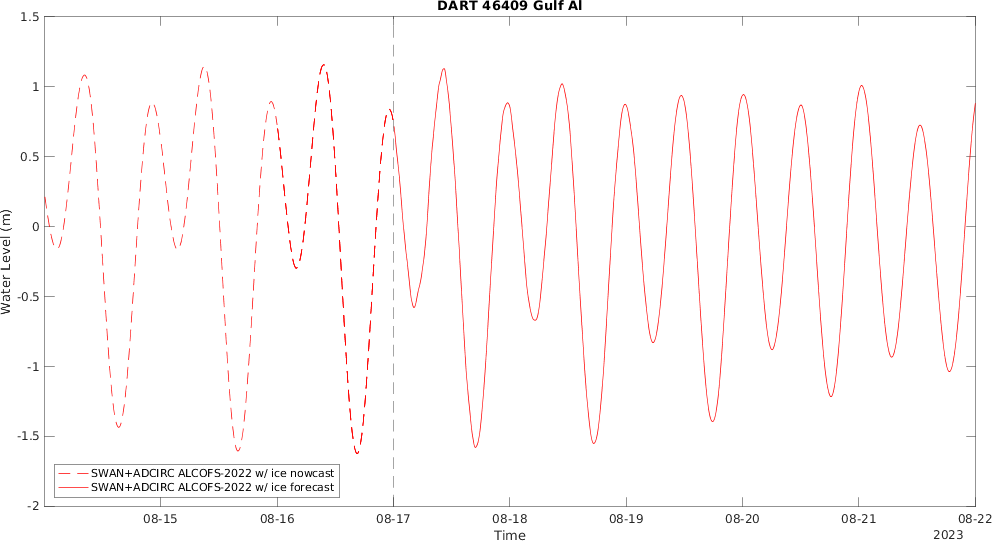 DART 46409 Gulf Al
1.5
1
0.5
0
-0.5
-1
-1.5
-2
Water Level (m)
SWAN+ADCIRC ALCOFS-2022 w/ ice nowcast
SWAN+ADCIRC ALCOFS-2022 w/ ice forecast
08-15 08-16 08-17 08-18 08-19 08-20 08-21 08-22
Time
2023